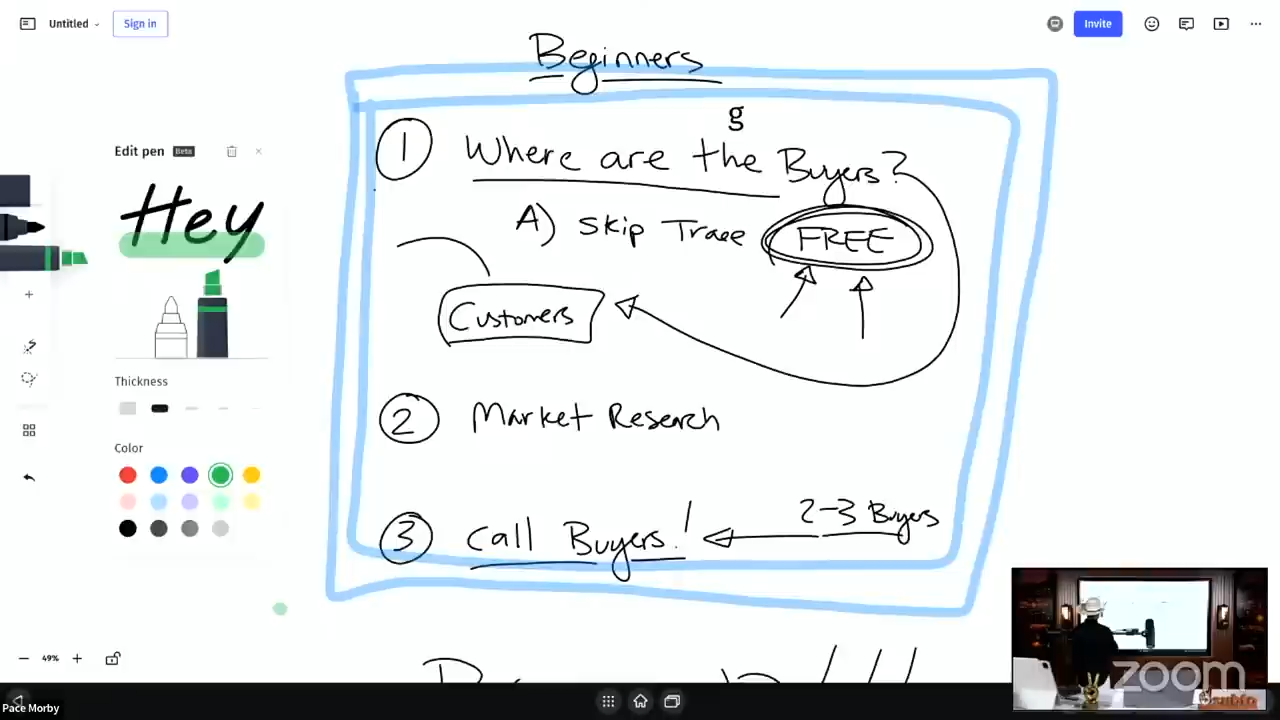 Untitled
Sign in
Invite
Beginners
g
1 Where are the Buyers?
A) Skip Trace FREE
Customers
2 Market Research
2-3 Buyers
3 Call Buyers!
Edit pen Beta
Hey
Thickness
Color
49%
Pace Morby
zoom